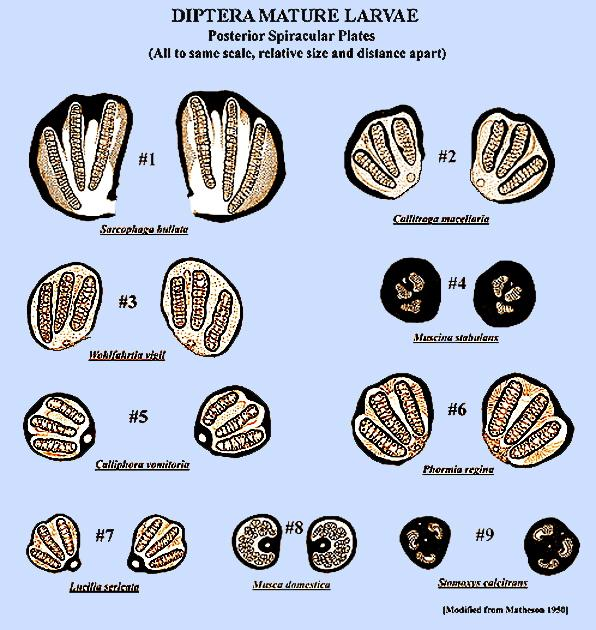 DIPTERA MATURE LARVAE
Posterior Spiracular Plates
(All to same scale, relative size and distance apart)
#1
Sarcophaga bullata
#2
Callitroga macellaria
#3
Wohlfahrtia vigil
#4
Muscina stabulans
#5
Calliphora vomitoria
#6
Phormia regina
#7
Lucilia sericata
#8
Musca domestica
#9
Stomoxys calcitrans
[Modified from Matheson 1950]